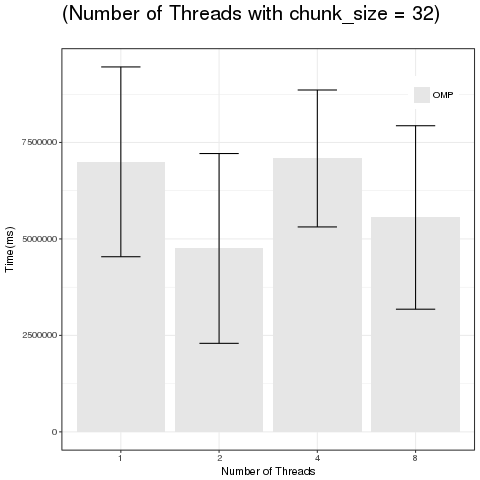 (Number of Threads with chunk_size = 32)
OMP
7500000
5000000
2500000
0
Time(ms)
1 2 4 8
Number of Threads